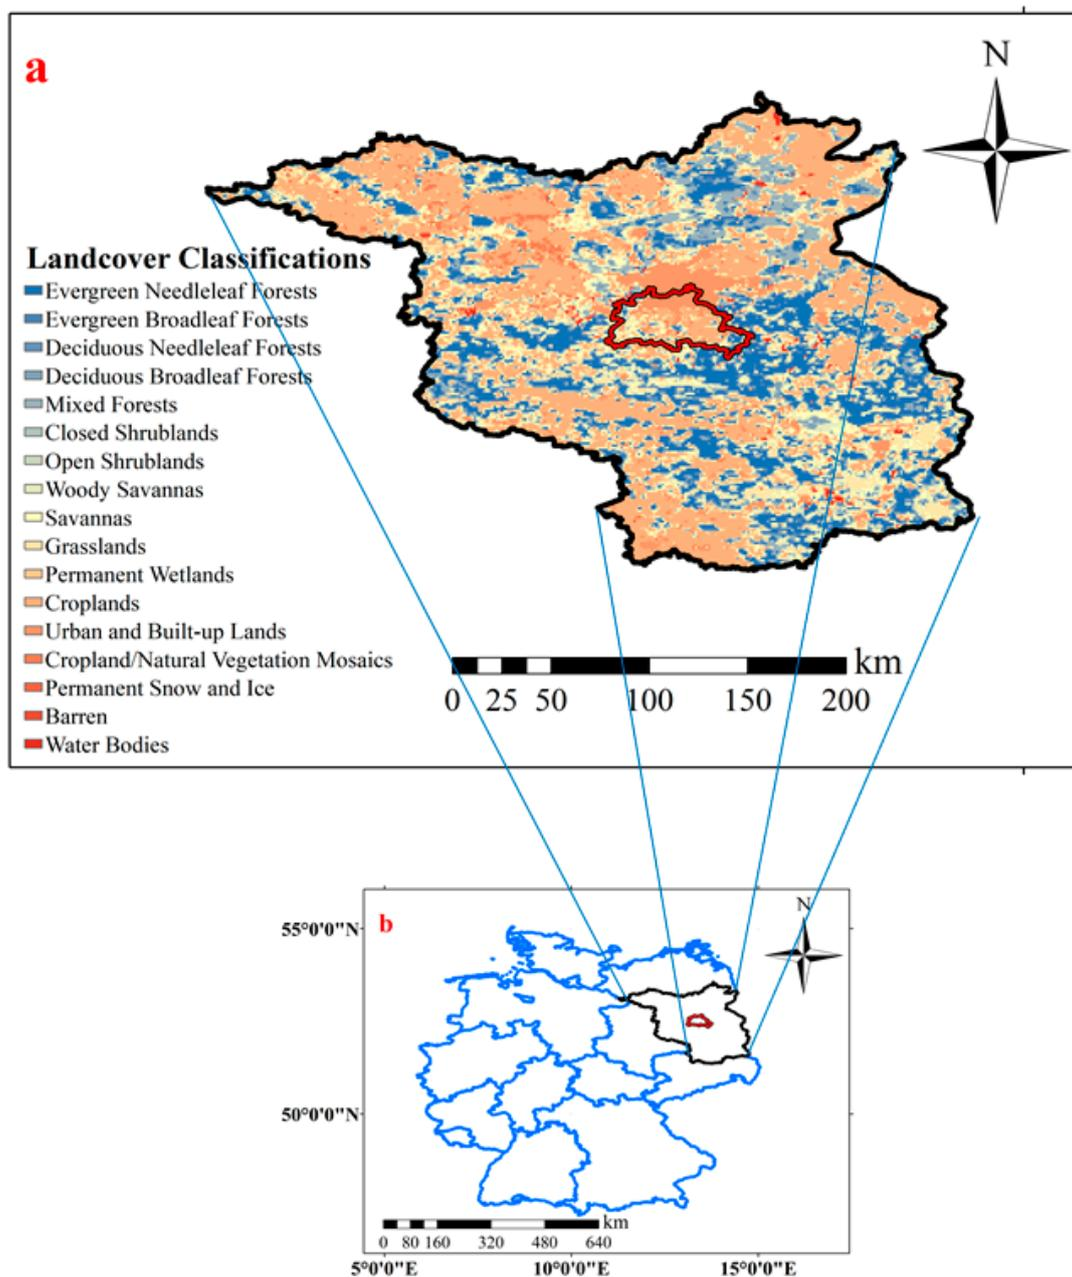 a
N
Landcover Classifications
Evergreen Needleleaf Forests
Evergreen Broadleaf Forests
Deciduous Needleleaf Forests
Deciduous Broadleaf Forests
Mixed Forests
Closed Shrublands
Open Shrublands
Woody Savannas
Savannas
Grasslands
Permanent Wetlands
Croplands
Urban and Built-up Lands
Cropland/Natural Vegetation Mosaics
Permanent Snow and Ice
Barren
Water Bodies
km
0 25 50 100 150 200
b
N
55°0'0"N
50°0'0"N
km
0 80 160 320 480 640
5°0'0"E 10°0'0"E 15°0'0"E